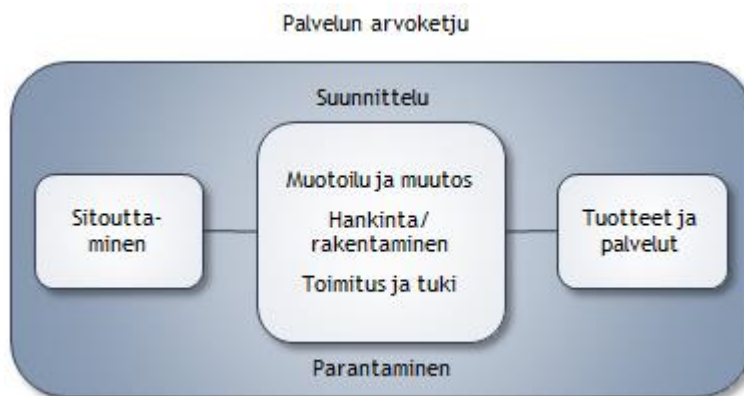 Palvelun arvoketju
Suunnittelu
Sitoutta-
minen
Muotoilu ja muutos
Hankinta/
rakentaminen
Toimitus ja tuki
Tuotteet ja
palvelut
Parantaminen